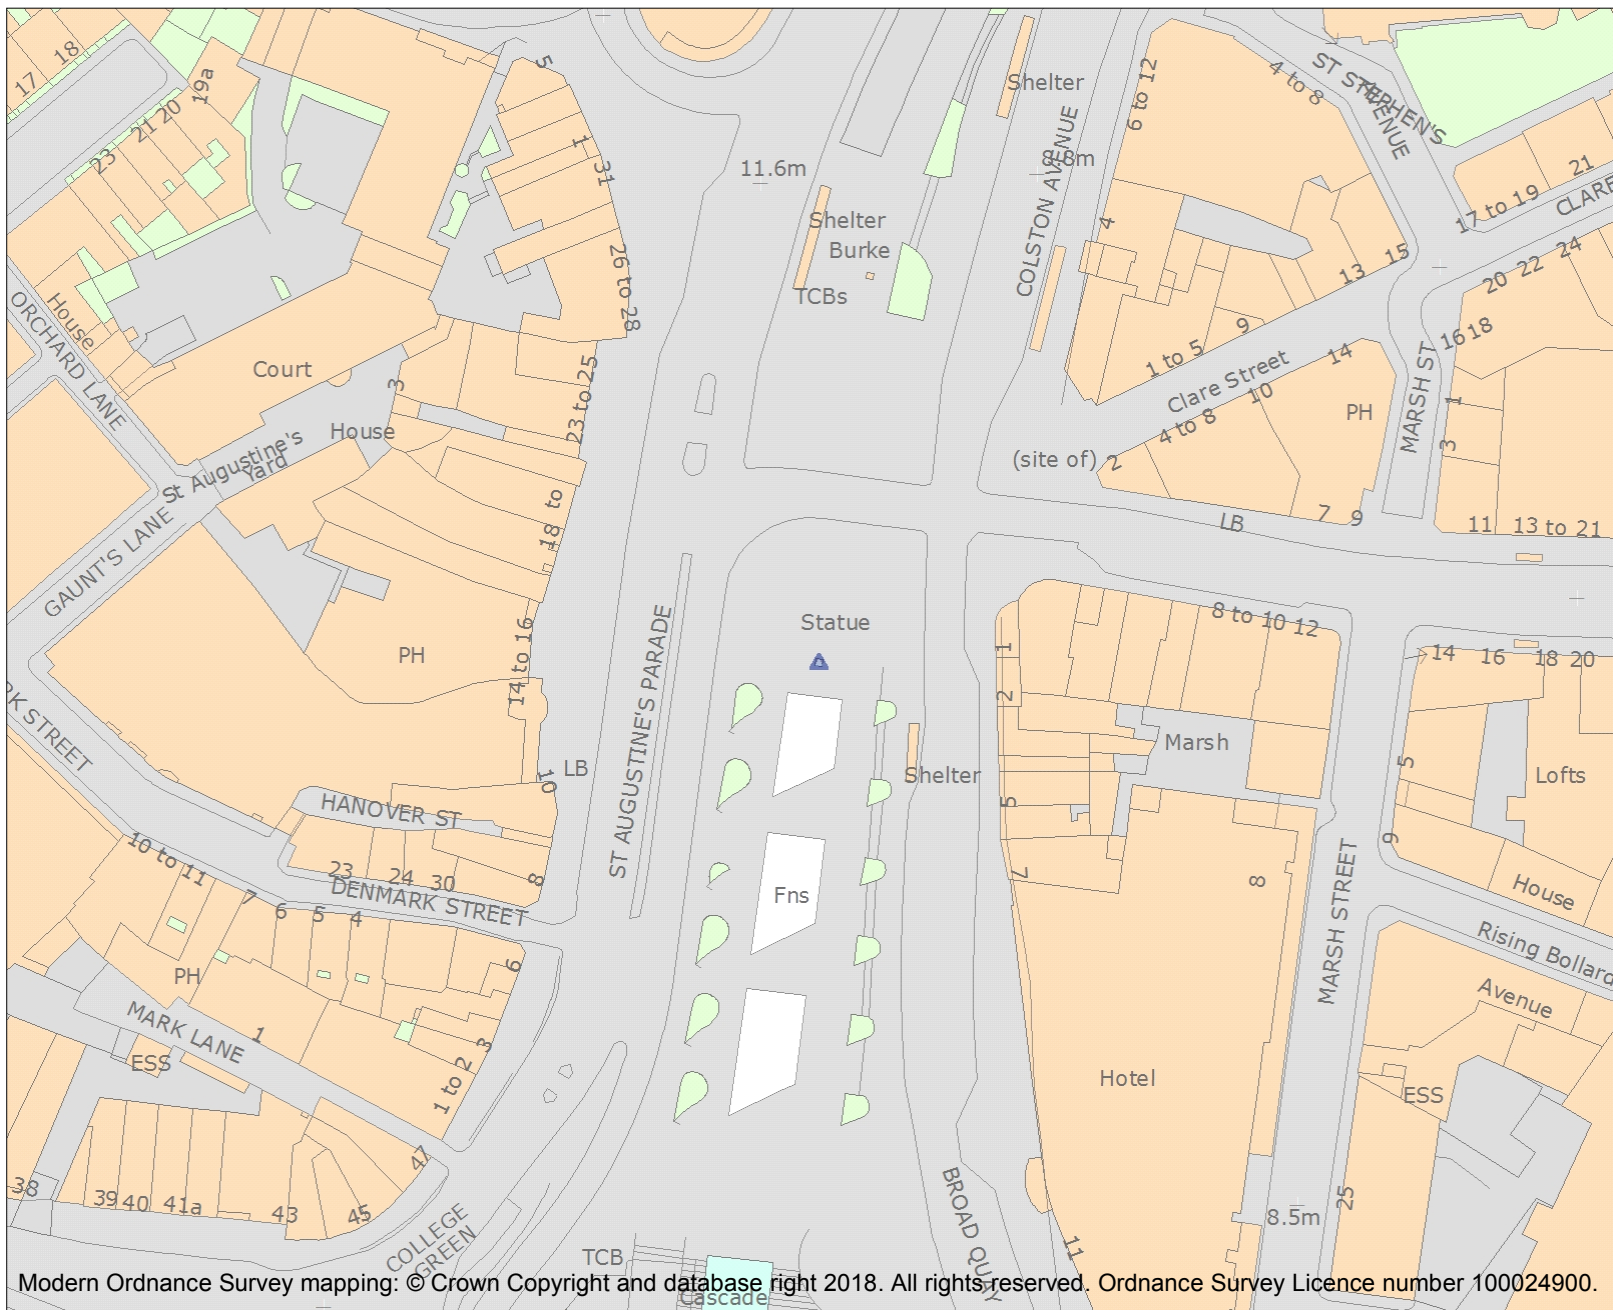 17
18
19a
20
21
23
5
1
31
26 to 28
11.6m
Shelter
8.8m
COLSTON AVENUE
6 to 12
4
4 to 8
ST STEPHEN'S
AVENUE
21
17 to 19
CLARE
Shelter
Burke
TCBs
15
13
9
1 to 5
24
22
20
18
16
House
ORCHARD LANE
Court
3
House
23 to 25
Clare Street
14
10
4 to 8
2
PH
MARSH ST
1
3
(site of)
St Augustine's
Yard
GAUNT'S LANE
18 to
LB
7
9
11
13 to 21
PH
14 to 16
ST AUGUSTINE'S PARADE
Statue
1
2
8 to 10
12
14
16
18
20
RK STREET
LB
10
HANOVER ST
Shelter
5
Marsh
5
Lofts
10 to 11
23
24
30
8
DENMARK STREET
7
6
5
4
Fns
7
8
MARSH STREET
9
House
Rising Bollard
Avenue
PH
MARK LANE
1
ESS
6
3
1 to 2
Hotel
ESS
47
38
39
40
41a
43
45
COLLEGE
GREEN
BROAD QUAY
8.5m
25
11
TCB
Cascade
Modern Ordnance Survey mapping: © Crown Copyright and database right 2018. All rights reserved. Ordnance Survey Licence number 100024900.